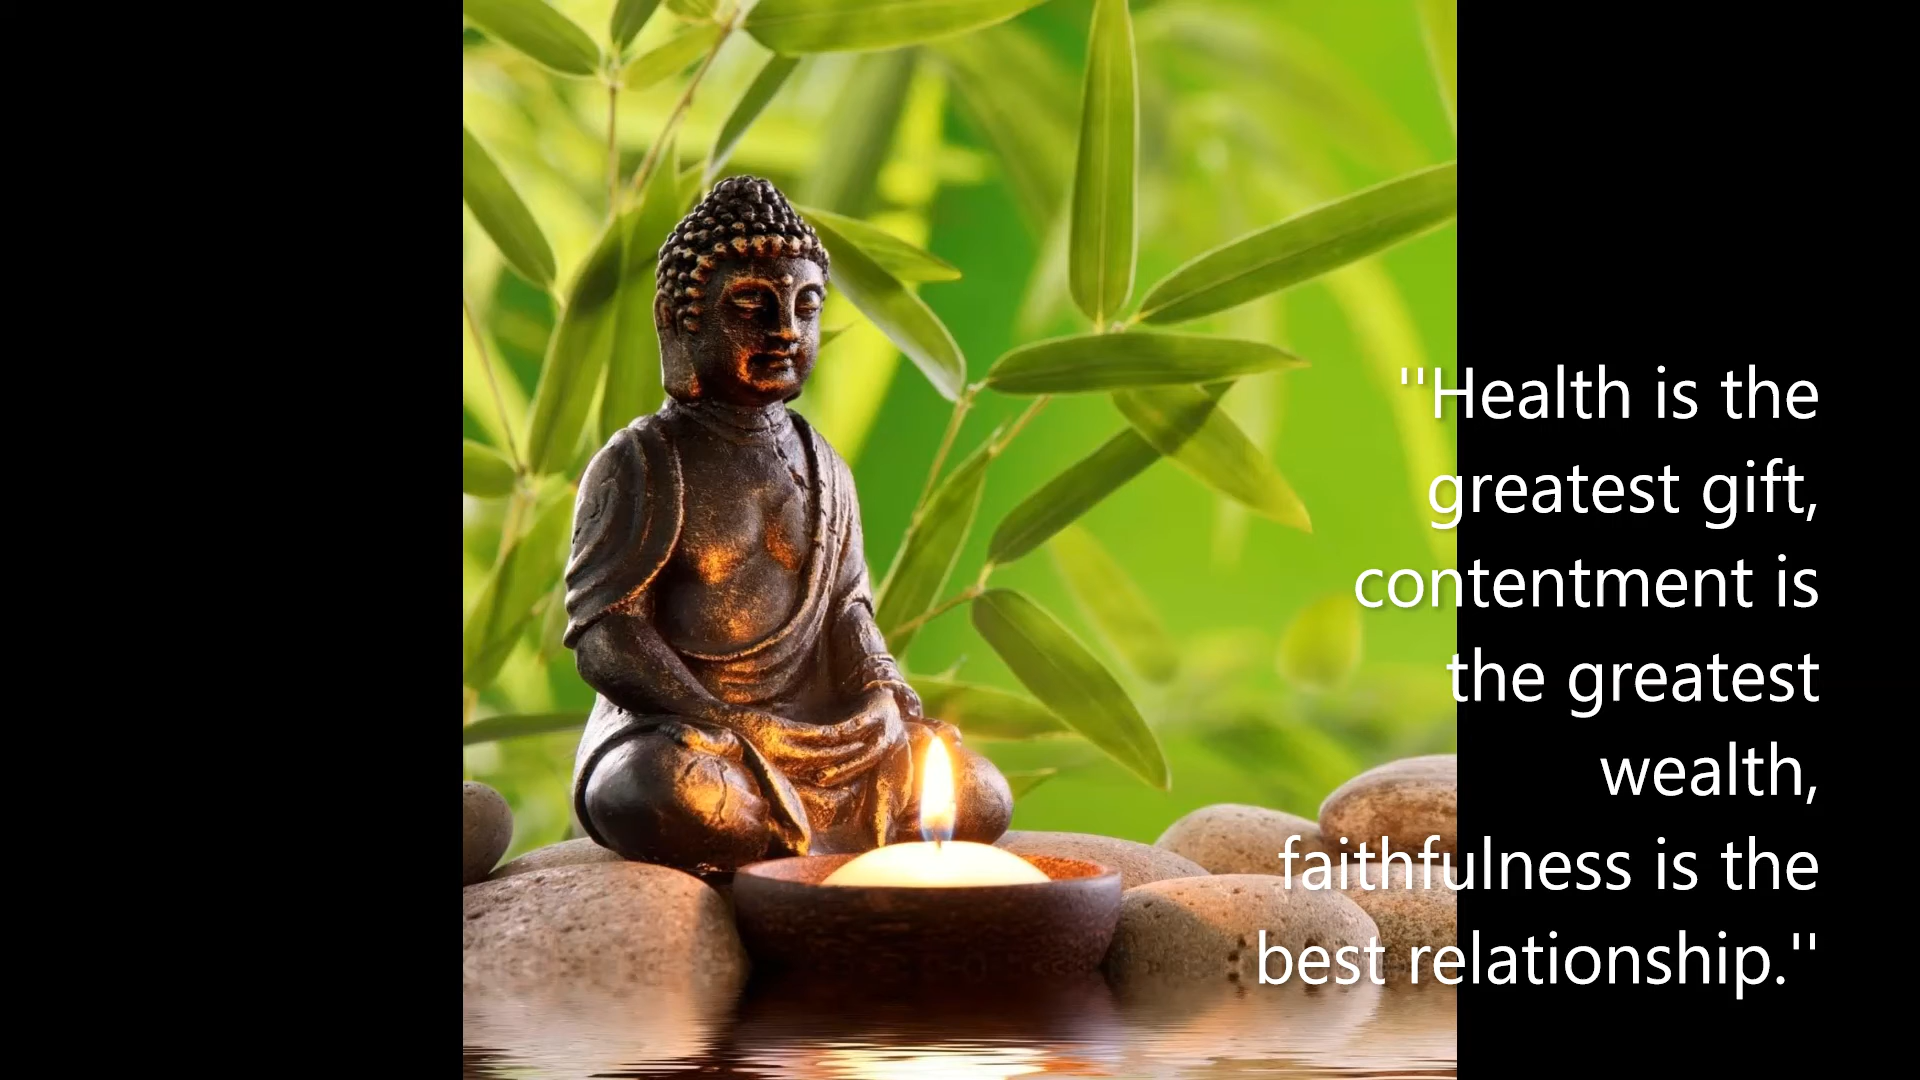 "Health is the
greatest gift,
contentment is
the greatest
wealth,
faithfulness is the
best relationship."